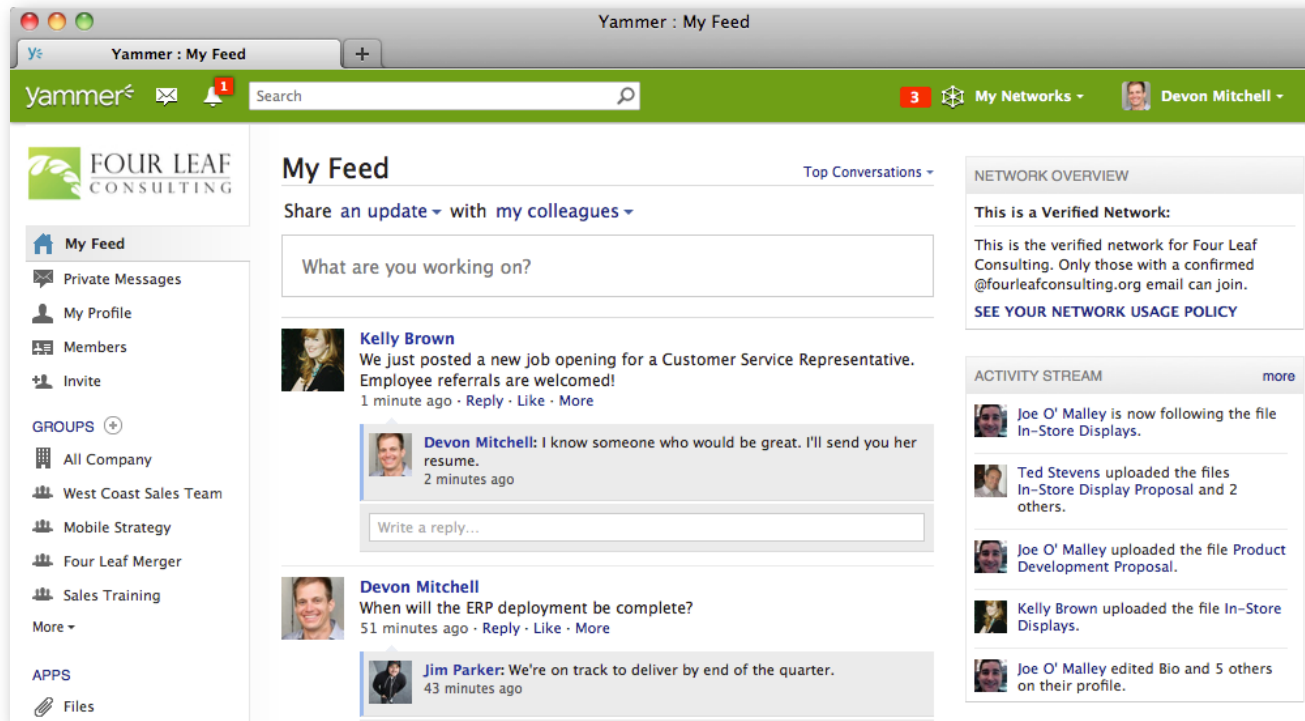 Yammer : My Feed
Yammer : My Feed
yammer
1
Search
3
My Networks
Devon Mitchell
FOUR LEAF
CONSULTING
My Feed
Private Messages
My Profile
Members
Invite
GROUPS
All Company
West Coast Sales Team
Mobile Strategy
Four Leaf Merger
Sales Training
More
APPS
Files
My Feed
Top Conversations
Share an update with my colleagues
What are you working on?
Kelly Brown
We just posted a new job opening for a Customer Service Representative.
Employee referrals are welcomed!
1 minute ago · Reply · Like · More
Devon Mitchell: I know someone who would be great. I'll send you her
resume.
2 minutes ago
Write a reply...
Devon Mitchell
When will the ERP deployment be complete?
51 minutes ago · Reply · Like · More
Jim Parker: We're on track to deliver by end of the quarter.
43 minutes ago
NETWORK OVERVIEW
This is a Verified Network:
This is the verified network for Four Leaf
Consulting. Only those with a confirmed
@fourleafconsulting.org email can join.
SEE YOUR NETWORK USAGE POLICY
ACTIVITY STREAM more
Joe O' Malley is now following the file
In-Store Displays.
Ted Stevens uploaded the files
In-Store Display Proposal and 2
others.
Joe O' Malley uploaded the file Product
Development Proposal.
Kelly Brown uploaded the file In-Store
Displays.
Joe O' Malley edited Bio and 5 others
on their profile.